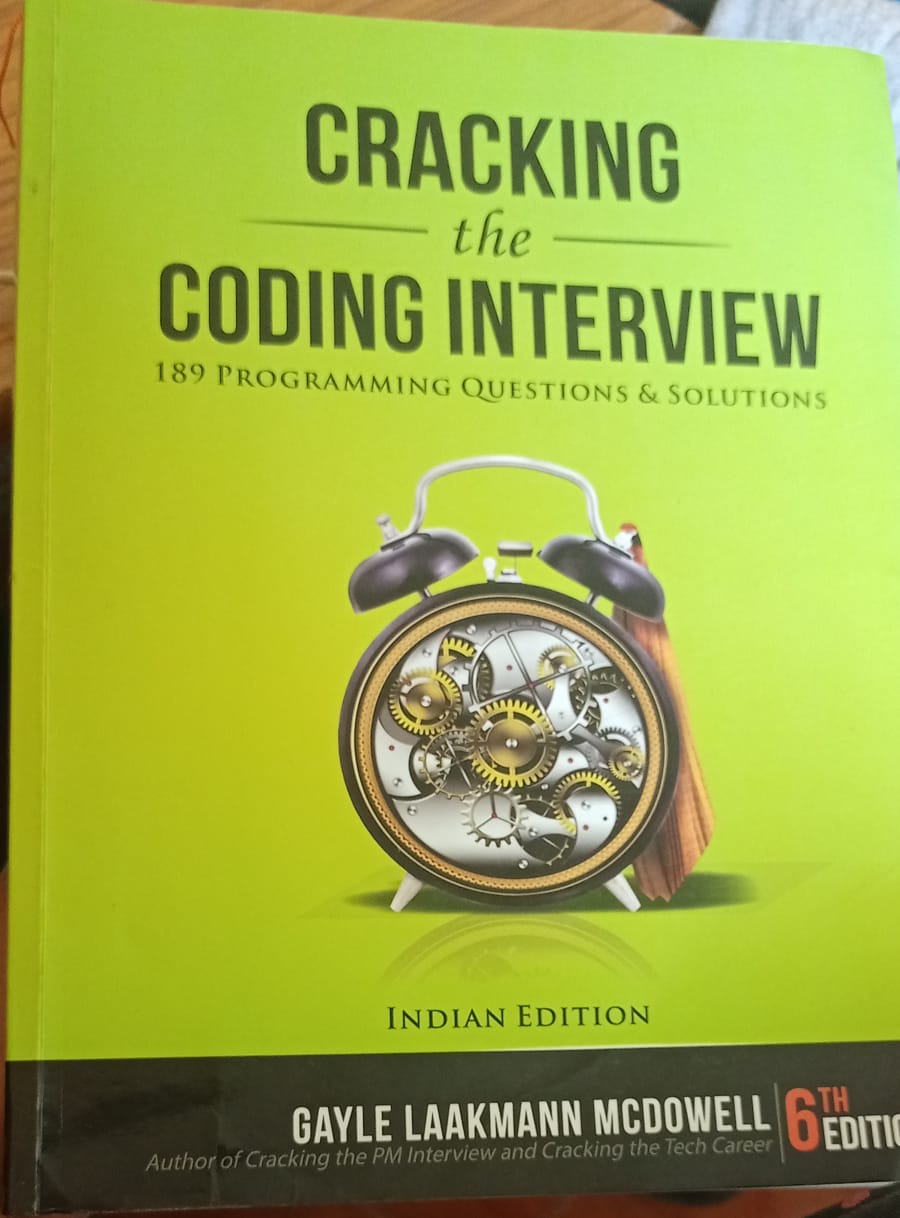 CRACKING
the
CODING INTERVIEW
189 PROGRAMMING QUESTIONS & SOLUTIONS
INDIAN EDITION
GAYLE LAAKMANN MCDOWELL
Author of Cracking the PM Interview and Cracking the Tech Career
6TH
EDITIO